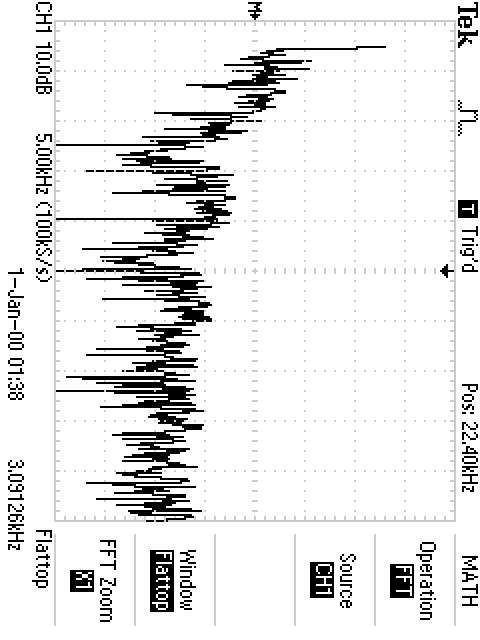 Tek
T Trig'd
Pos: 22.40kHz
MATH
Operation
FFT
Source
CH1
Window
Flattop
FFT Zoom
X1
M
CH1 10.0dB
5.00kHz (100kS/s)
Flattop
1-Jan-00 01:38
3.09126kHz